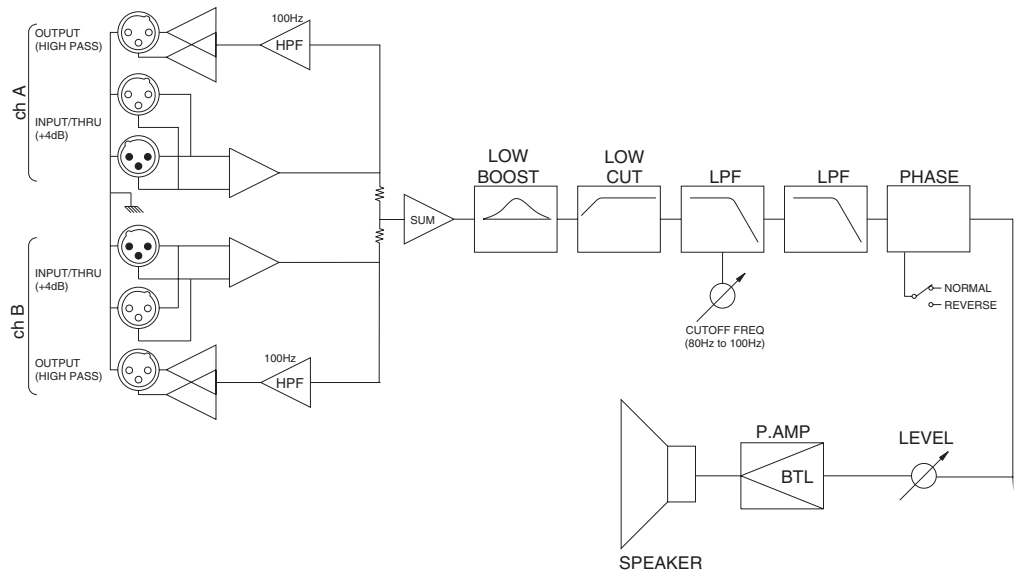 ch A
OUTPUT
(HIGH PASS)
100Hz
HPF
INPUT/THRU
(+4dB)
ch B
INPUT/THRU
(+4dB)
OUTPUT
(HIGH PASS)
100Hz
HPF
SUM
LOW
BOOST
LOW
CUT
LPF
LPF
PHASE
CUTOFF FREQ
(80Hz to 100Hz)
NORMAL
REVERSE
SPEAKER
P.AMP
BTL
LEVEL